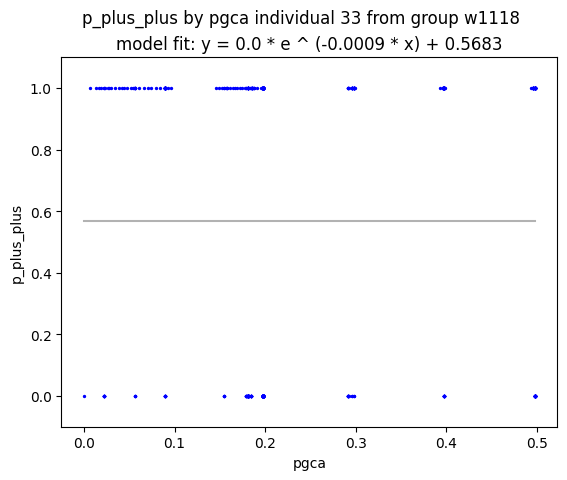 p_plus_plus by pgca individual 33 from group w1118
model fit: y = 0.0 * e ^ (-0.0009 * x) + 0.5683
1.0
0.8
0.6
0.4
0.2
0.0
p_plus_plus
0.0 0.1 0.2 0.3 0.4 0.5
pgca